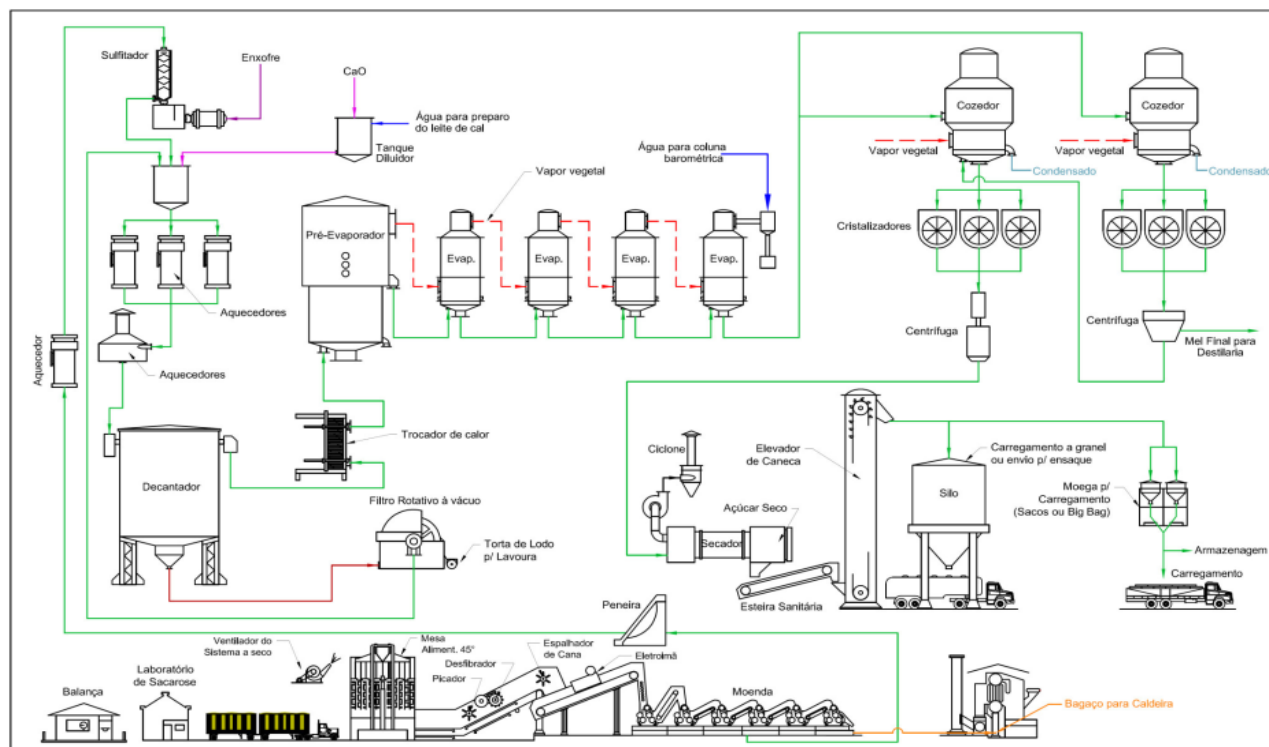 Sulfitador
Enxofre
CaO
Água para preparo
do leite de cal
Tanque
Diluidor
Água para coluna
barométrica
Vapor vegetal
Cozedor
Cozedor
Vapor vegetal
Condensado
Vapor vegetal
Condensado
Pré-Evaporador
Evap.
Evap.
Evap.
Evap.
Cristalizadores
Aquecedores
Aquecedor
Aquecedores
Centrífuga
Centrífuga
Mel Final para
Destilaria
Trocador de calor
Decantador
Filtro Rotativo à vácuo
Torta de Lodo
p/ Lavoura
Ciclone
Elevador
de Caneca
Carregamento a granel
ou envio p/ ensaque
Silo
Moega p/
Carregamento
(Sacos ou Big Bag)
Açúcar Seco
Secador
Armazenagem
Carregamento
Esteira Sanitária
Peneira
Ventilador do
Sistema a seco
Mesa
Aliment. 45°
Espalhador
de Cana
Eletroimã
Desfibrador
Picador
Laboratório
de Sacarose
Balança
Moenda
Bagaço para Caldeira